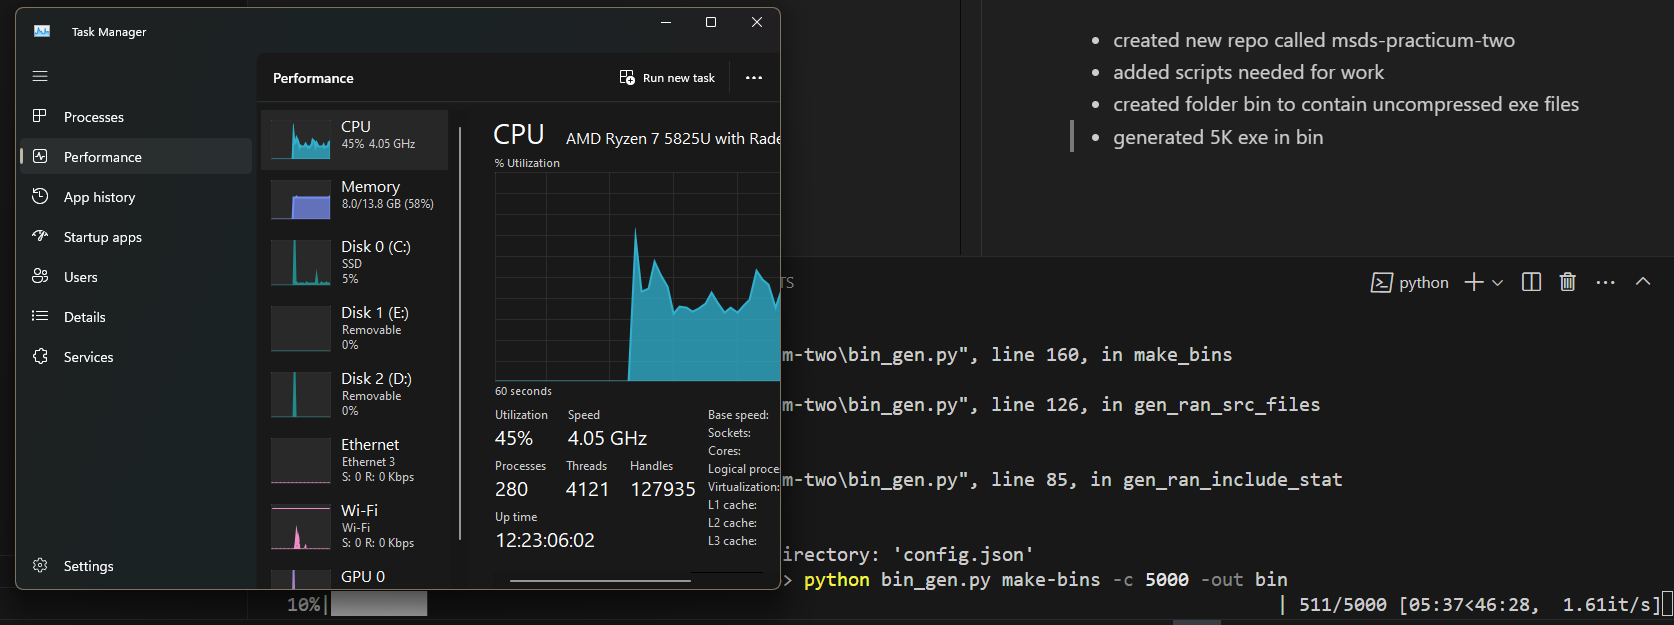 Task Manager
Performance
Run new task
Processes
Performance
App history
Startup apps
Users
Details
Services
Settings
CPU
45% 4.05 GHz
Memory
8.0/13.8 GB (58%)
Disk 0 (C:)
SSD
5%
Disk 1 (E:)
Removable
0%
Disk 2 (D:)
Removable
0%
Ethernet
Ethernet 3
S: 0 R: 0 Kbps
Wi-Fi
Wi-Fi
S: 0 R: 0 Kbps
GPU 0
CPU AMD Ryzen 7 5825U with Rade
% Utilization
60 seconds
Utilization Speed
45% 4.05 GHz
Processes Threads Handles
280 4121 127935
Up time
12:23:06:02
Base speed:
Sockets:
Cores:
Logical proce
Virtualization:
L1 cache:
L2 cache:
L3 cache:
• created new repo called msds-practicum-two
• added scripts needed for work
• created folder bin to contain uncompressed exe files
• generated 5K exe in bin
TS
python
m-two\bin_gen.py", line 160, in make_bins
m-two\bin_gen.py", line 126, in gen_ran_src_files
m-two\bin_gen.py", line 85, in gen_ran_include_stat
irectory: 'config.json'
> python bin_gen.py make-bins -c 5000 -out bin
10%| | 511/5000 [05:37<46:28, 1.61it/s]